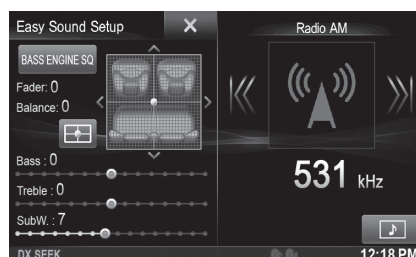 Easy Sound Setup
BASS ENGINE SQ
Fader: 0
Balance: 0
Bass : 0
Treble : 0
SubW. : 7
DX SEEK
Radio AM
531 kHz
12:18 PM